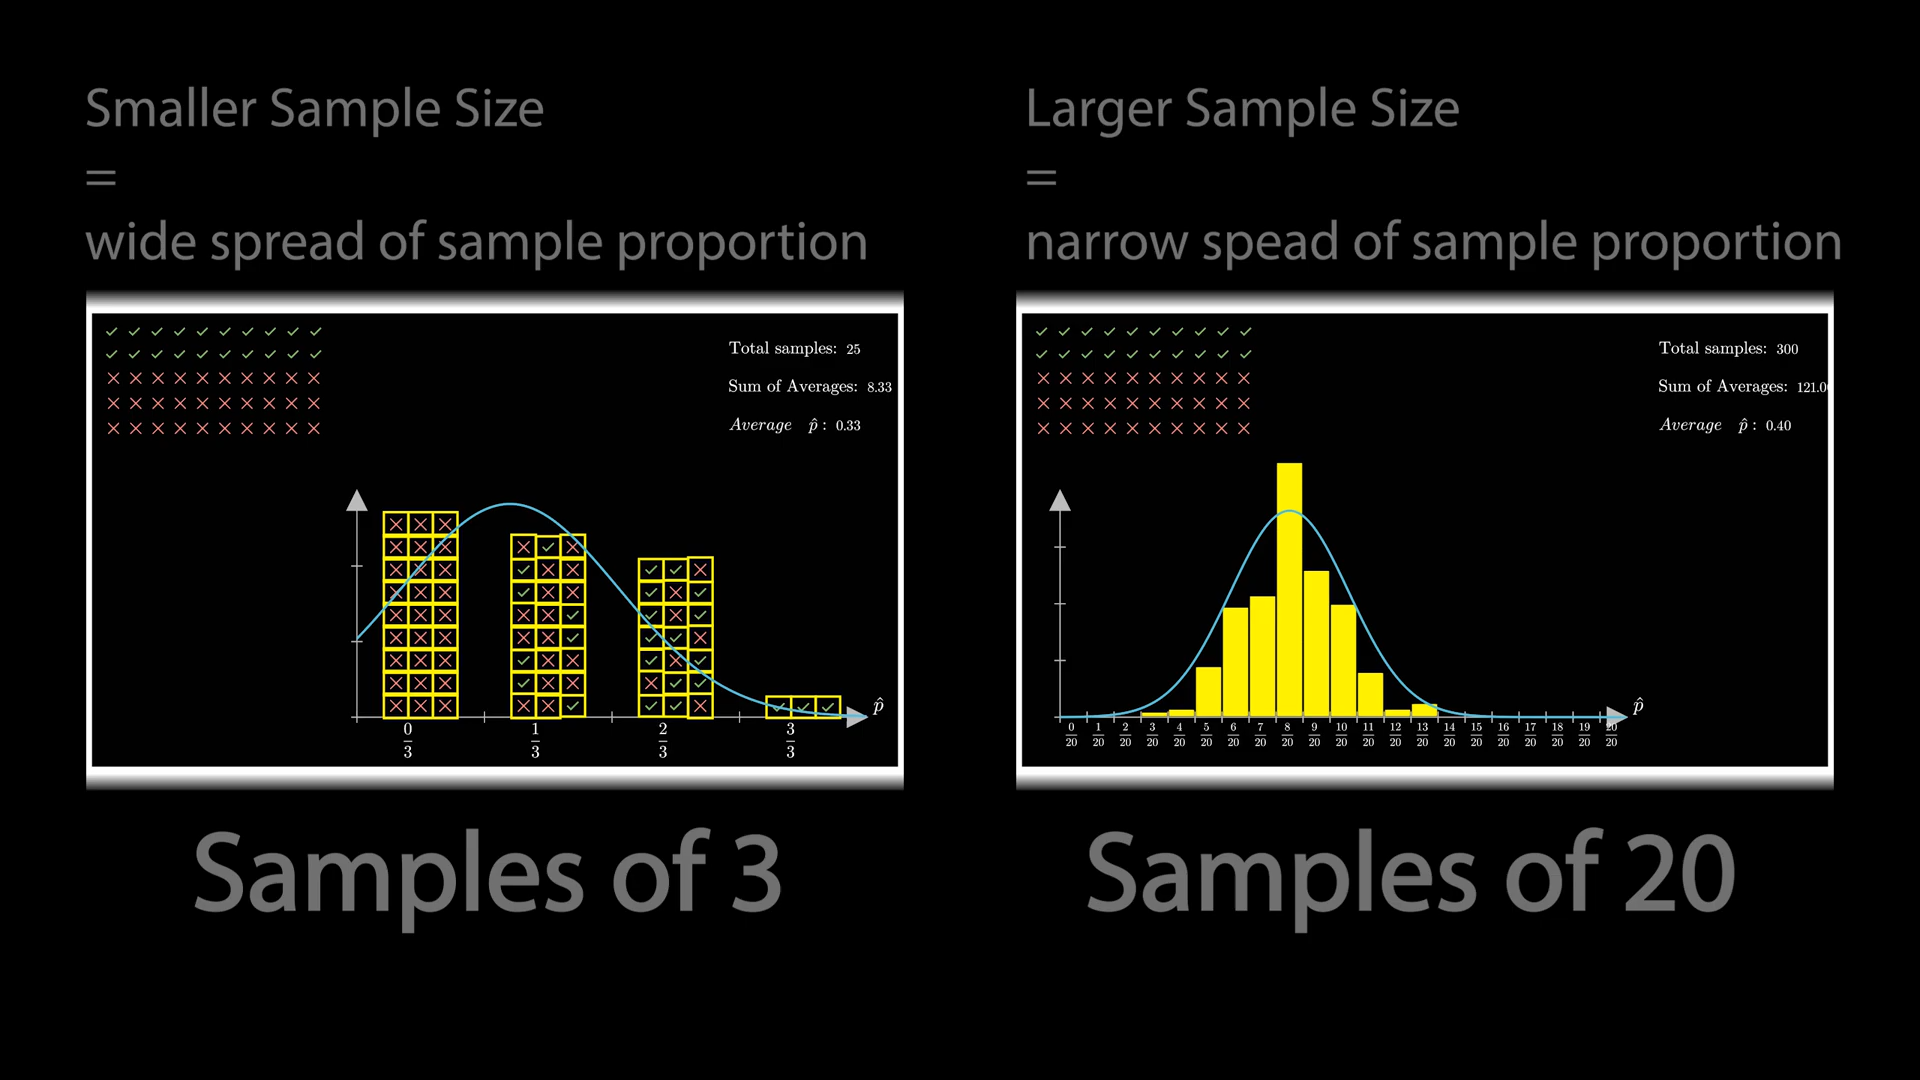 Smaller Sample Size
=
wide spread of sample proportion
Total samples: 25
Sum of Averages: 8.33
Average p̂ : 0.33
p̂
0/3 1/3 2/3 3/3
Samples of 3
Larger Sample Size
=
narrow spead of sample proportion
Total samples: 300
Sum of Averages: 121.0
Average p̂ : 0.40
p̂
0/20 1/20 2/20 3/20 4/20 5/20 6/20 7/20 8/20 9/20 10/20 11/20 12/20 13/20 14/20 15/20 16/20 17/20 18/20 19/20 20/20
Samples of 20